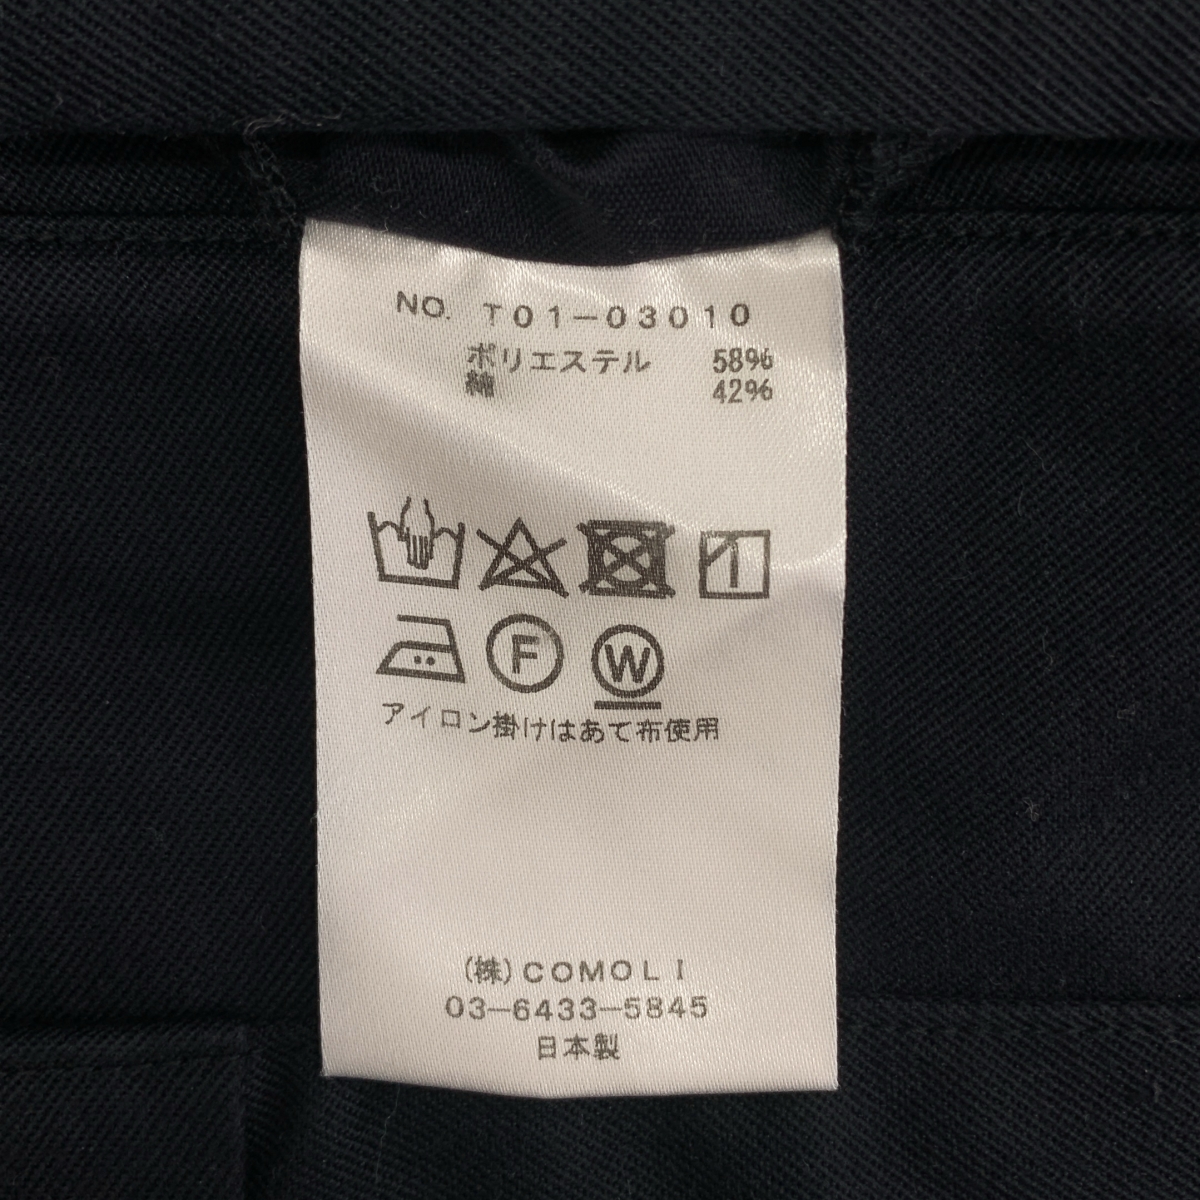 NO. T01-03010
ポリエステル 58%
綿 42%
F W
アイロン掛けはあて布使用
(株)COMOLI
03-6433-5845
日本製